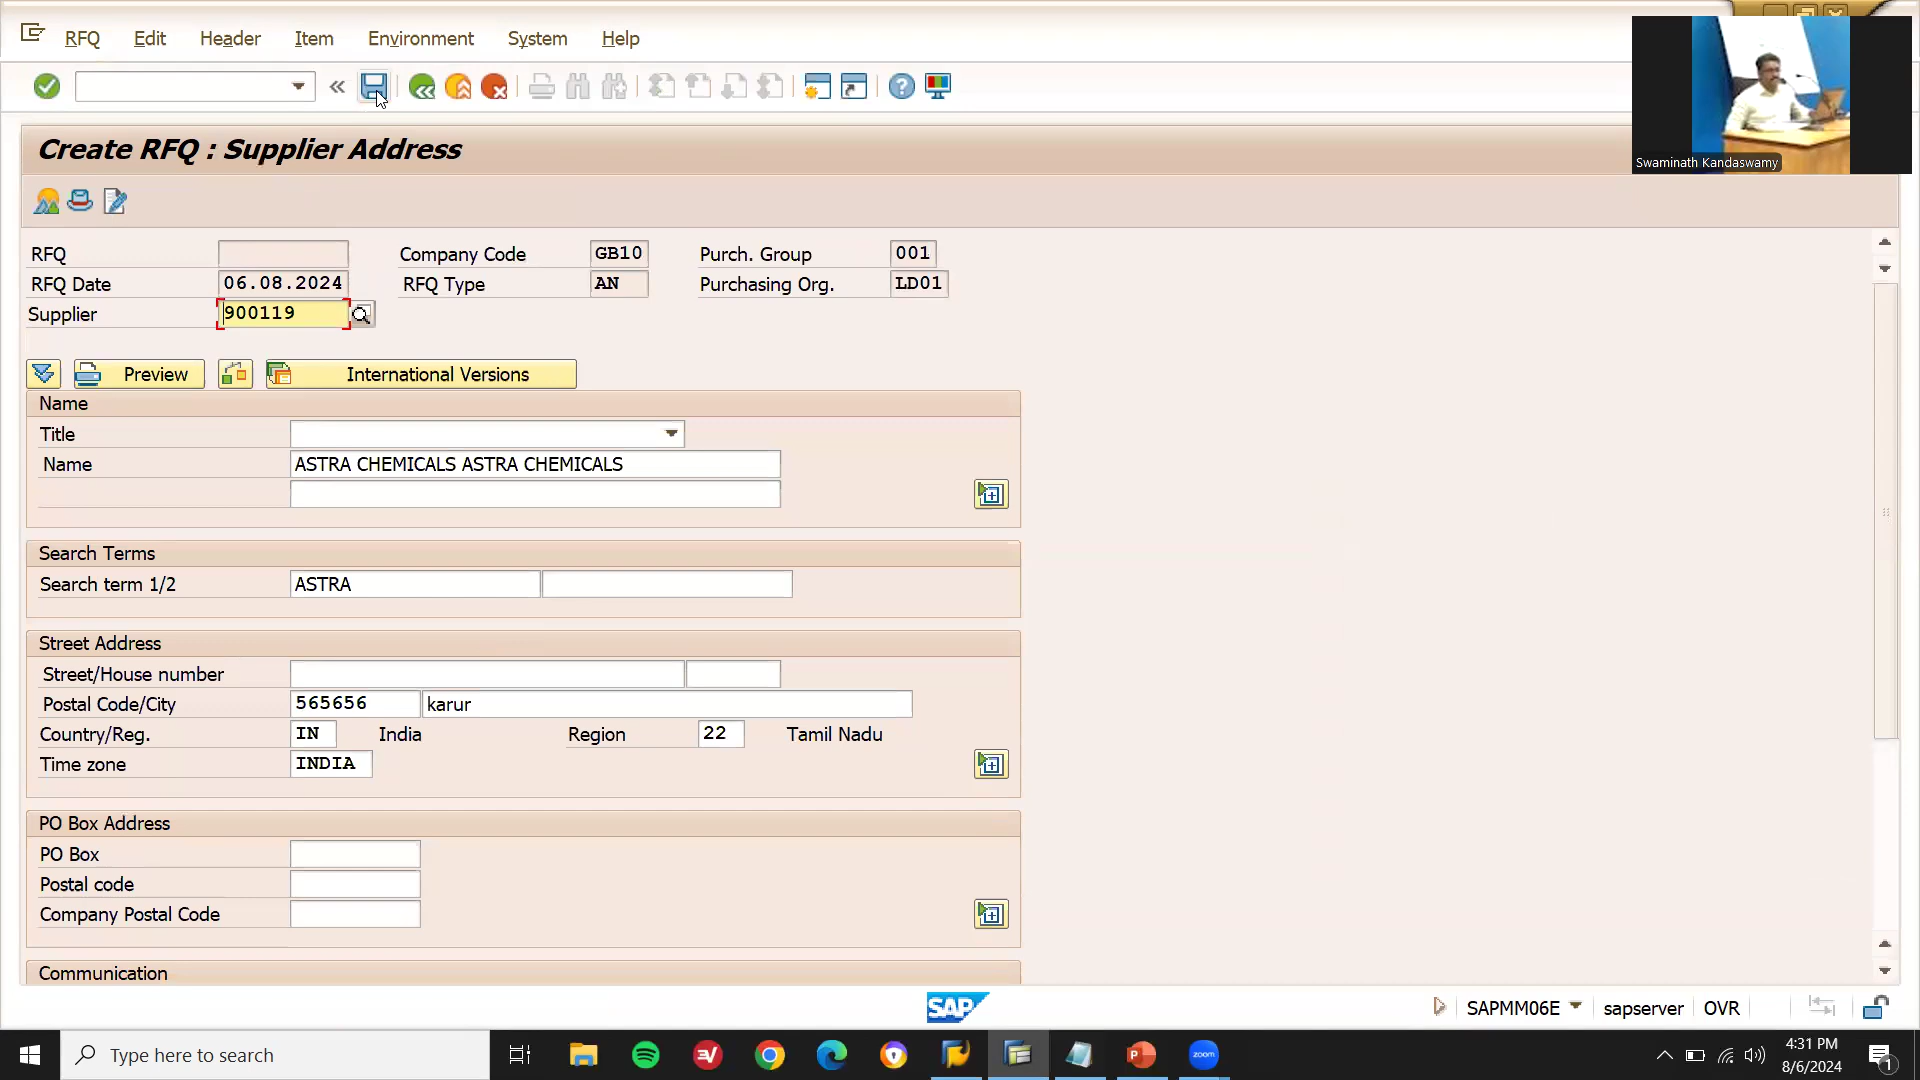 RFQ Edit Header Item Environment System Help
Swaminath Kandaswamy
Create RFQ : Supplier Address
RFQ Company Code GB10 Purch. Group 001
RFQ Date 06.08.2024 RFQ Type AN Purchasing Org. LD01
Supplier 900119
Preview International Versions
Name
Title
Name ASTRA CHEMICALS ASTRA CHEMICALS
Search Terms
Search term 1/2 ASTRA
Street Address
Street/House number
Postal Code/City 565656 karur
Country/Reg. IN India Region 22 Tamil Nadu
Time zone INDIA
PO Box Address
PO Box
Postal code
Company Postal Code
Communication
SAP SAPMM06E sapserver OVR
Type here to search
zoom
4:31 PM
8/6/2024
1